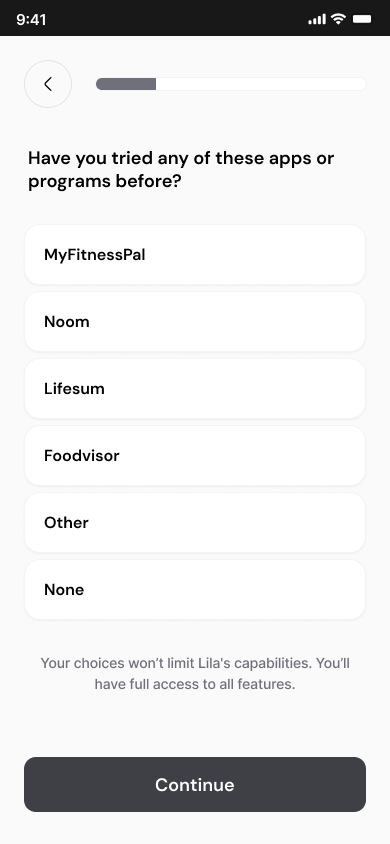 9:41
Have you tried any of these apps or
programs before?
MyFitnessPal
Noom
Lifesum
Foodvisor
Other
None
Your choices won’t limit Lila's capabilities. You’ll
have full access to all features.
Continue